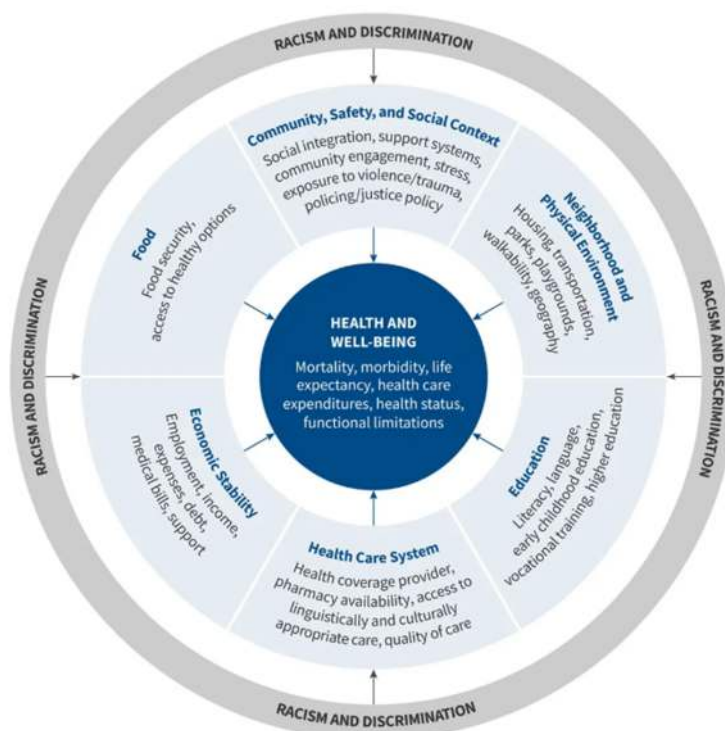 RACISM AND DISCRIMINATION
Community, Safety, and Social Context
Social integration, support systems,
community engagement, stress,
exposure to violence/trauma,
policing/justice policy
Neighborhood and
Physical Environment
Housing, transportation,
parks, playgrounds,
walkability, geography
RACISM AND DISCRIMINATION
Education
Literacy, language,
early childhood education,
vocational training, higher education
Health Care System
Health coverage provider,
pharmacy availability, access to
linguistically and culturally
appropriate care, quality of care
RACISM AND DISCRIMINATION
Economic Stability
Employment, income,
expenses, debt,
medical bills, support
RACISM AND DISCRIMINATION
Food
Food security,
access to healthy options
HEALTH AND
WELL-BEING
Mortality, morbidity, life
expectancy, health care
expenditures, health status,
functional limitations